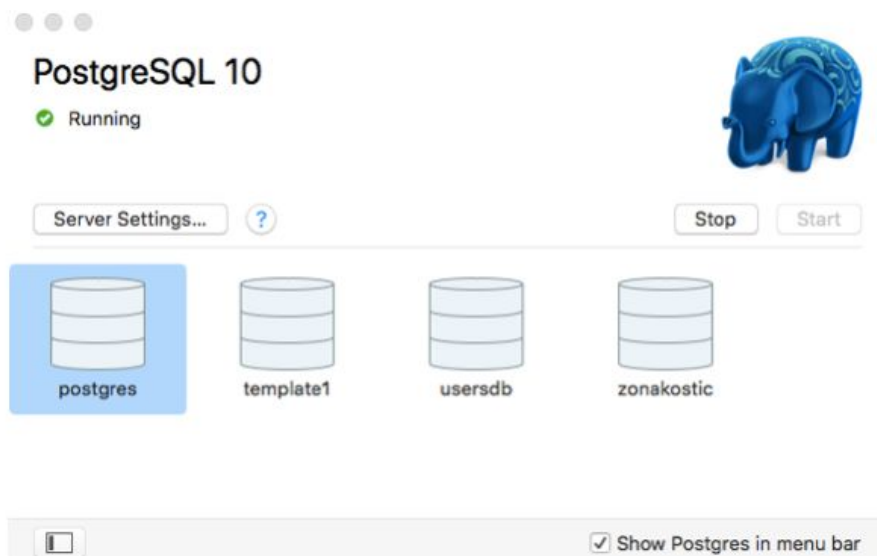 PostgreSQL 10
Running
Server Settings... ? Stop Start
postgres template1 usersdb zonakostic
Show Postgres in menu bar